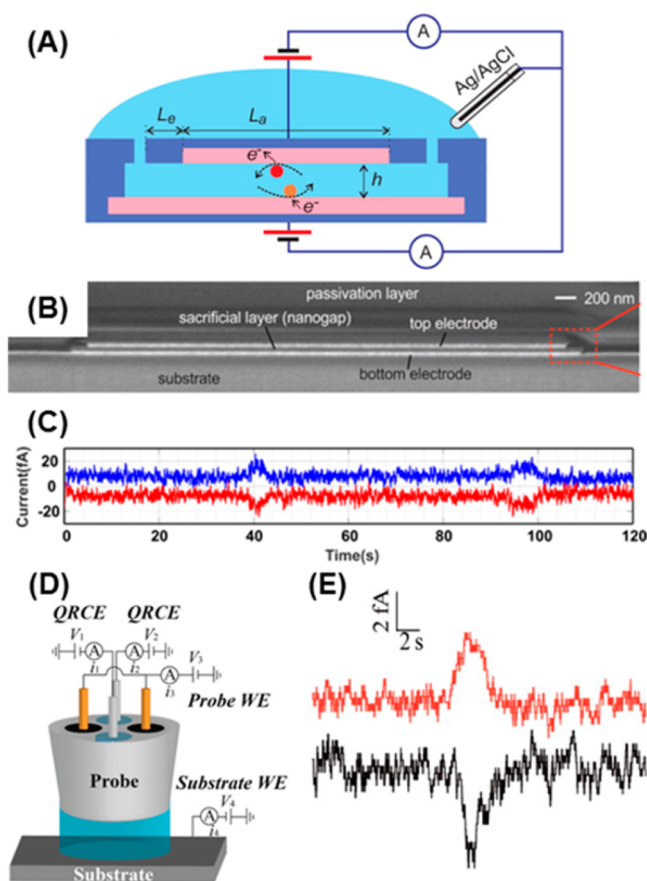 (A)
A
Ag/AgCl
Le
La
e-
h
e-
A
(B)
passivation layer
200 nm
sacrificial layer (nanogap)
top electrode
substrate
bottom electrode
(C)
Current(fA)
20
0
-20
0
20
40
60
80
100
120
Time(s)
(D)
QRCE
QRCE
V1
A
A
V2
i1
i2
A
V3
i3
Probe WE
Probe
Substrate WE
A
V4
i4
Substrate
(E)
2 fA
2 s